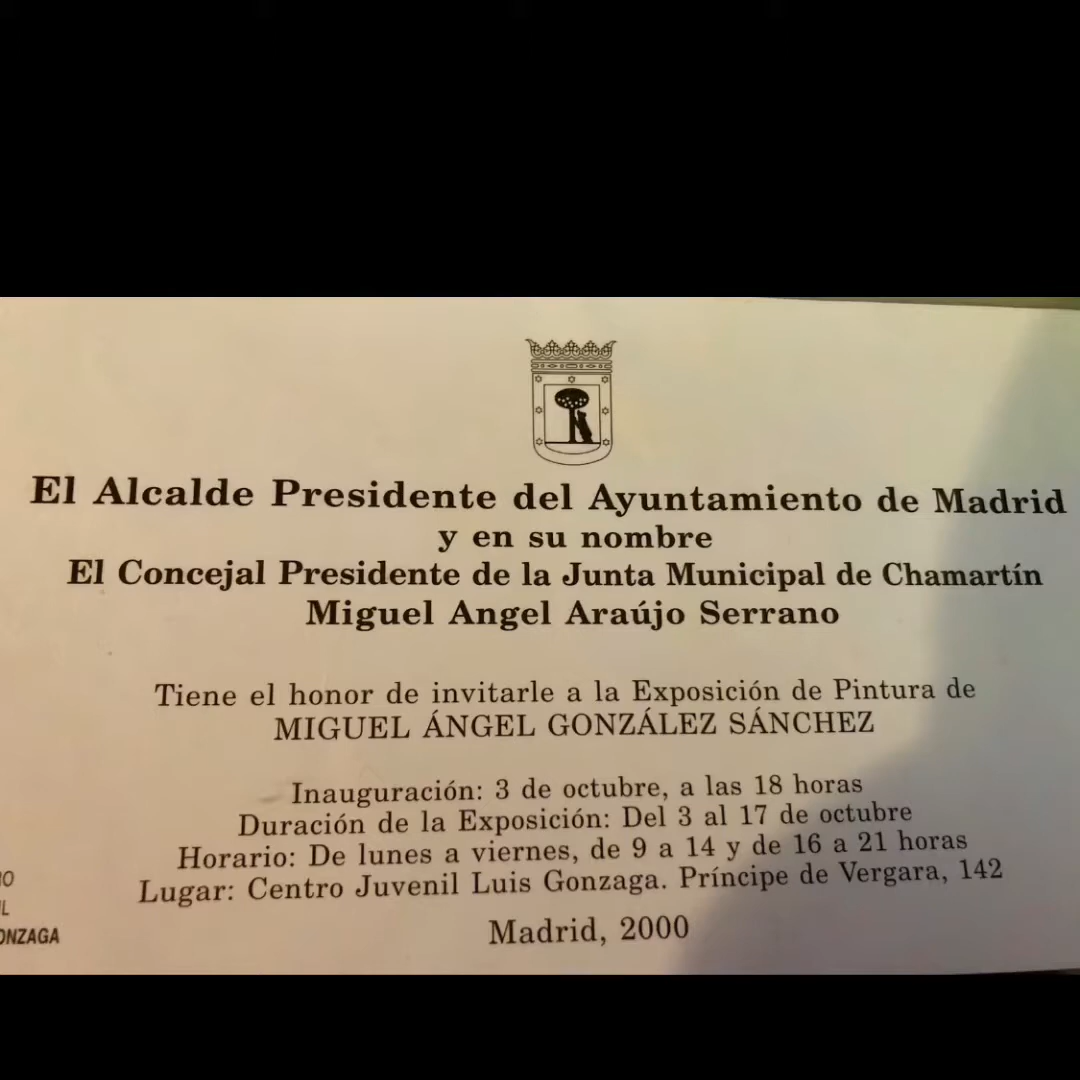 El Alcalde Presidente del Ayuntamiento de Madrid
y en su nombre
El Concejal Presidente de la Junta Municipal de Chamartín
Miguel Angel Araújo Serrano
Tiene el honor de invitarle a la Exposición de Pintura de
MIGUEL ÁNGEL GONZÁLEZ SÁNCHEZ
Inauguración: 3 de octubre, a las 18 horas
Duración de la Exposición: Del 3 al 17 de octubre
Horario: De lunes a viernes, de 9 a 14 y de 16 a 21 horas
Lugar: Centro Juvenil Luis Gonzaga. Príncipe de Vergara, 142
Madrid, 2000
ONZAGA